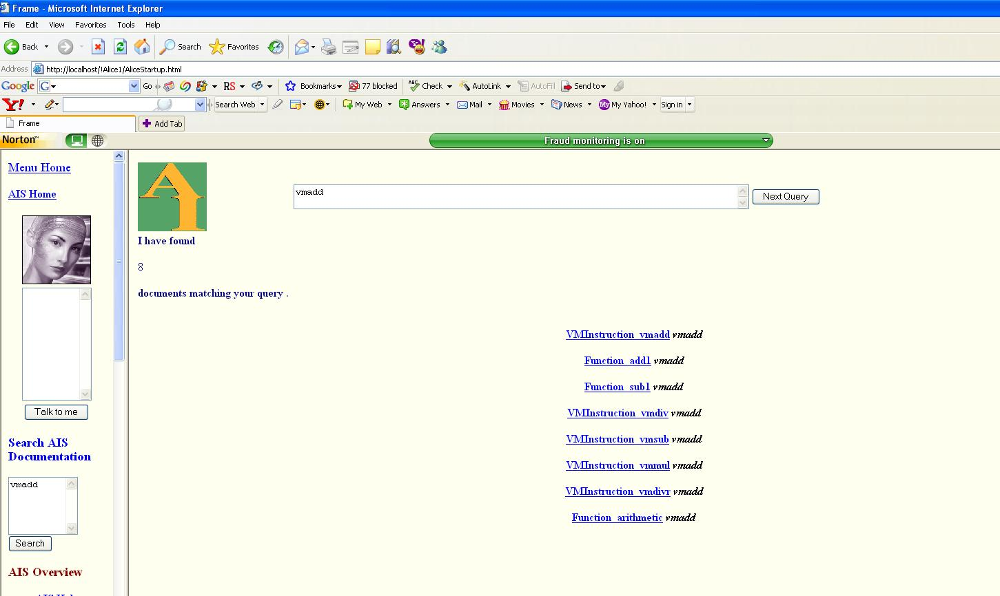 Frame - Microsoft Internet Explorer
File Edit View Favorites Tools Help
Back Search Favorites
Address http://localhost/!Alice1/AliceStartup.html
Google G Go RS Bookmarks 77 blocked ABC Check AutoLink AutoFill Send to
Y! Search Web My Web Answers Mail Movies News My Yahoo! Sign in
Frame Add Tab
Norton™ Fraud monitoring is on
Menu Home
AIS Home
Talk to me
Search AIS
Documentation
vmadd
Search
AIS Overview
A
vmadd
Next Query
I have found
8
documents matching your query .
VMInstruction_vmadd vmadd
Function_add1 vmadd
Function_sub1 vmadd
VMInstruction_vmdiv vmadd
VMInstruction_vmsub vmadd
VMInstruction_vmmul vmadd
VMInstruction_vmdivr vmadd
Function_arithmetic vmadd